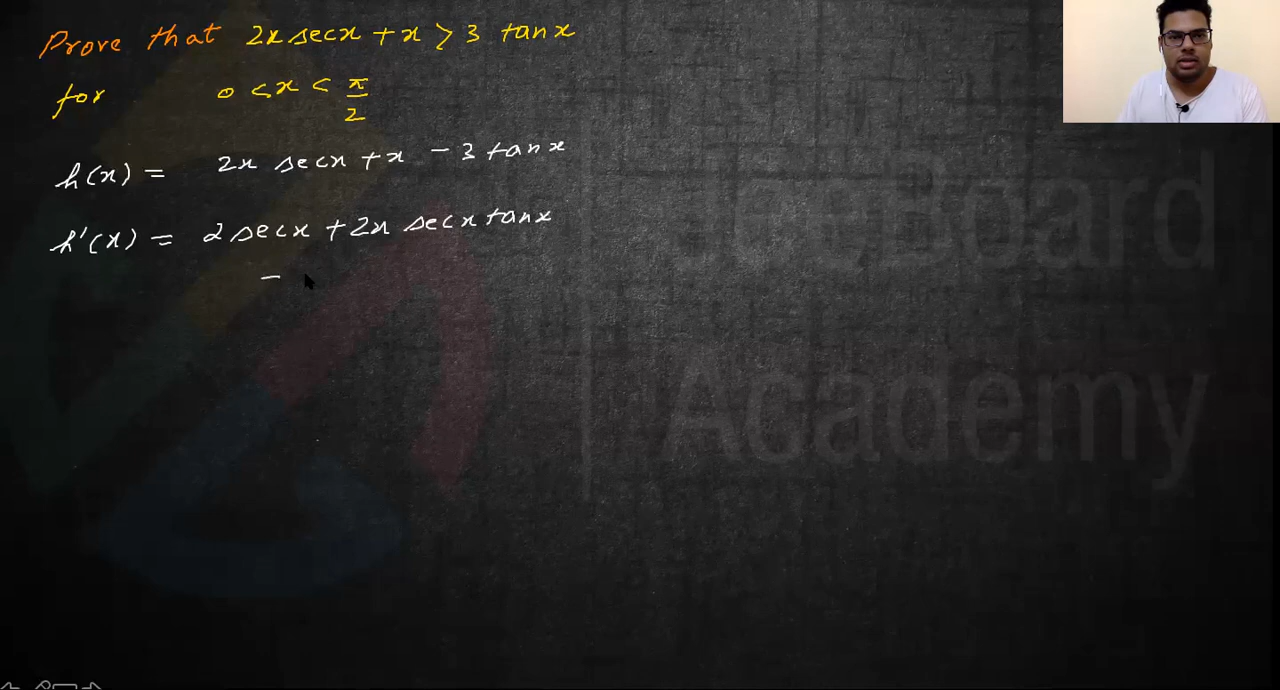 Prove that 2x secx + x > 3 tanx
for 0 < x < π/2
h(x) = 2x secx + x - 3 tanx
h'(x) = 2 secx + 2x secx tanx
-
JeeBoard
Academy